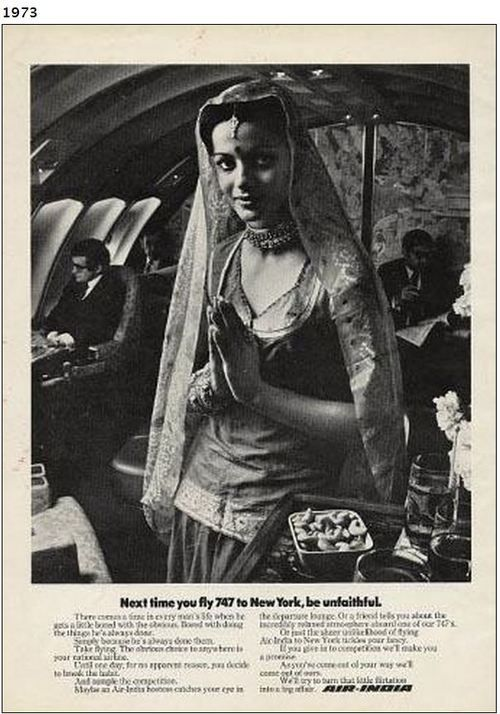 1973
Next time you fly 747 to New York, be unfaithful.
There comes a time in every man's life when he
gets a little bored with the obvious. Bored with doing
the things he's always done.
Simply because he's always done them.
Take flying. The obvious choice to anywhere is
your national airline.
Until one day, for no apparent reason, you decide
to break the habit.
And sample the competition.
Maybe an Air-India hostess catches your eye in
the departure lounge. Or a friend tells you about the
incredibly relaxed atmosphere aboard one of our 747's.
Or just the sheer unlikelihood of flying
Air-India to New York tickles your fancy.
If you give in to competition we'll make you
a promise.
As you've come out of your way we'll
come out of ours.
We'll try to turn that little flirtation
into a big affair. AIR-INDIA